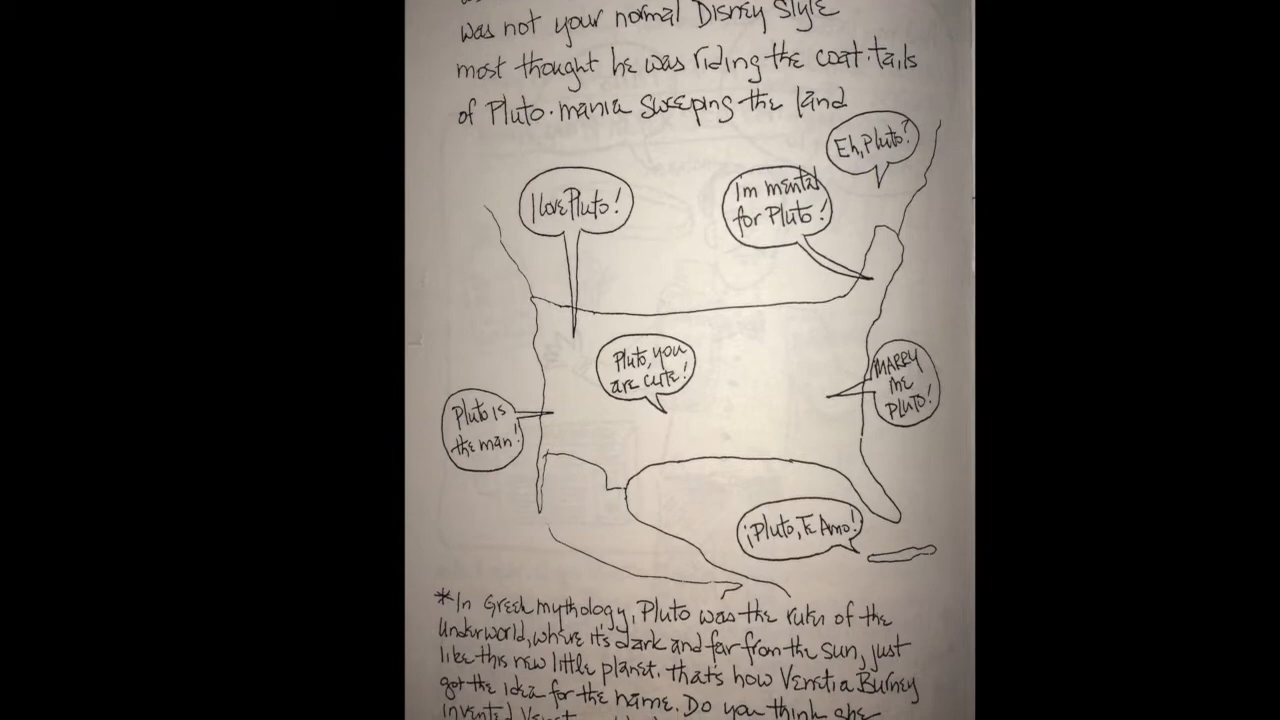 was not your normal Disney Style
most thought he was riding the coat-tails
of Pluto-mania sweeping the land
Eh, Pluto?
I love Pluto!
Im mental
for Pluto!
Pluto, you
are cute!
MARRY
ME
PLUTO!
Pluto is
the man!
¡Pluto, Te Amo!
*In Greek mythology, Pluto was the ruler of the
Underworld, where it's dark and far from the sun, just
like this new little planet. That's how Venetia Burney
got the idea for the name. Do you think she
invented